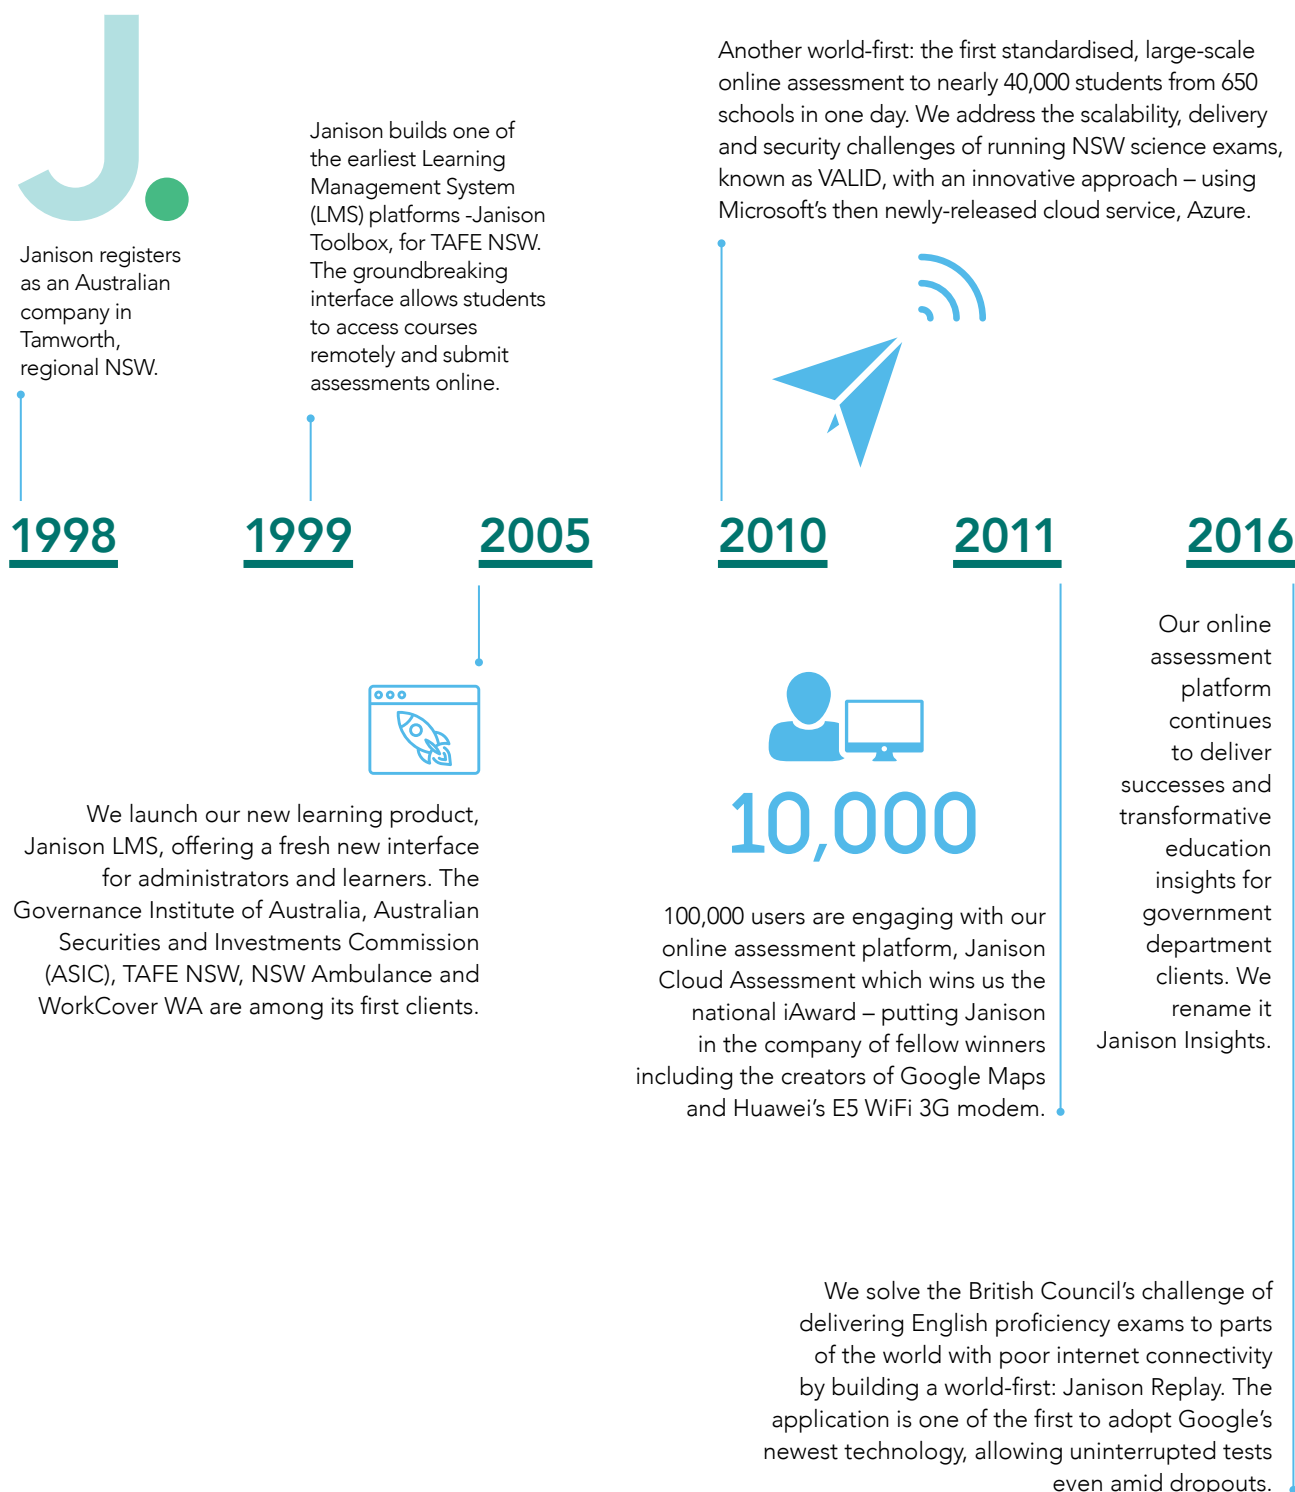 J.
Janison registers
as an Australian
company in
Tamworth,
regional NSW.
Janison builds one of
the earliest Learning
Management System
(LMS) platforms -Janison
Toolbox, for TAFE NSW.
The groundbreaking
interface allows students
to access courses
remotely and submit
assessments online.
Another world-first: the first standardised, large-scale
online assessment to nearly 40,000 students from 650
schools in one day. We address the scalability, delivery
and security challenges of running NSW science exams,
known as VALID, with an innovative approach – using
Microsoft's then newly-released cloud service, Azure.
1998
1999
2005
2010
2011
2016
We launch our new learning product,
Janison LMS, offering a fresh new interface
for administrators and learners. The
Governance Institute of Australia, Australian
Securities and Investments Commission
(ASIC), TAFE NSW, NSW Ambulance and
WorkCover WA are among its first clients.
10,000
100,000 users are engaging with our
online assessment platform, Janison
Cloud Assessment which wins us the
national iAward – putting Janison
in the company of fellow winners
including the creators of Google Maps
and Huawei's E5 WiFi 3G modem.
Our online
assessment
platform
continues
to deliver
successes and
transformative
education
insights for
government
department
clients. We
rename it
Janison Insights.
We solve the British Council's challenge of
delivering English proficiency exams to parts
of the world with poor internet connectivity
by building a world-first: Janison Replay. The
application is one of the first to adopt Google's
newest technology, allowing uninterrupted tests
even amid dropouts.